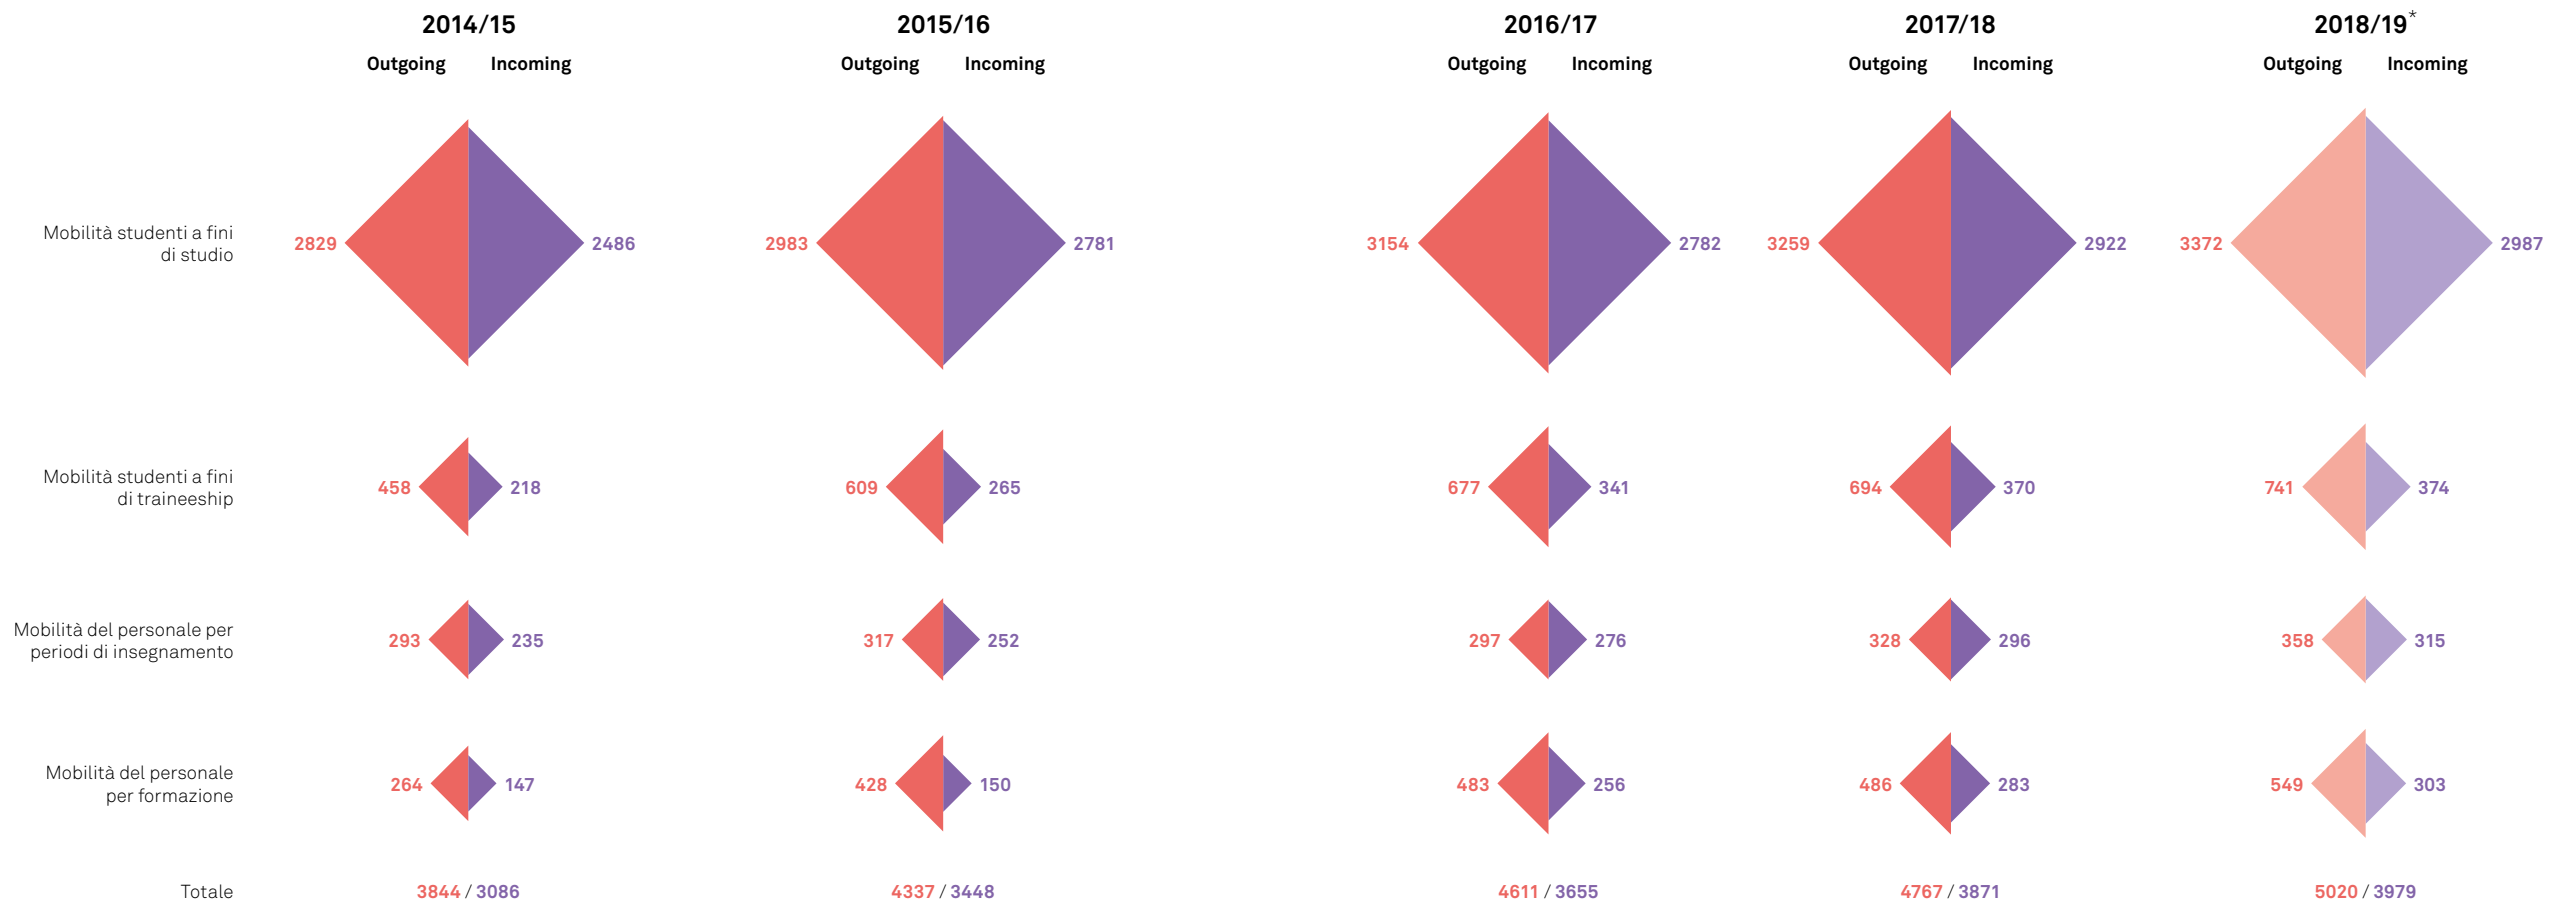 2014/15 2015/16 2016/17 2017/18 2018/19*
Outgoing Incoming Outgoing Incoming Outgoing Incoming Outgoing Incoming Outgoing Incoming
Mobilità studenti a fini
di studio
2829 2486 2983 2781 3154 2782 3259 2922 3372 2987
Mobilità studenti a fini
di traineeship
458 218 609 265 677 341 694 370 741 374
Mobilità del personale per
periodi di insegnamento
293 235 317 252 297 276 328 296 358 315
Mobilità del personale
per formazione
264 147 428 150 483 256 486 283 549 303
Totale 3844 / 3086 4337 / 3448 4611 / 3655 4767 / 3871 5020 / 3979